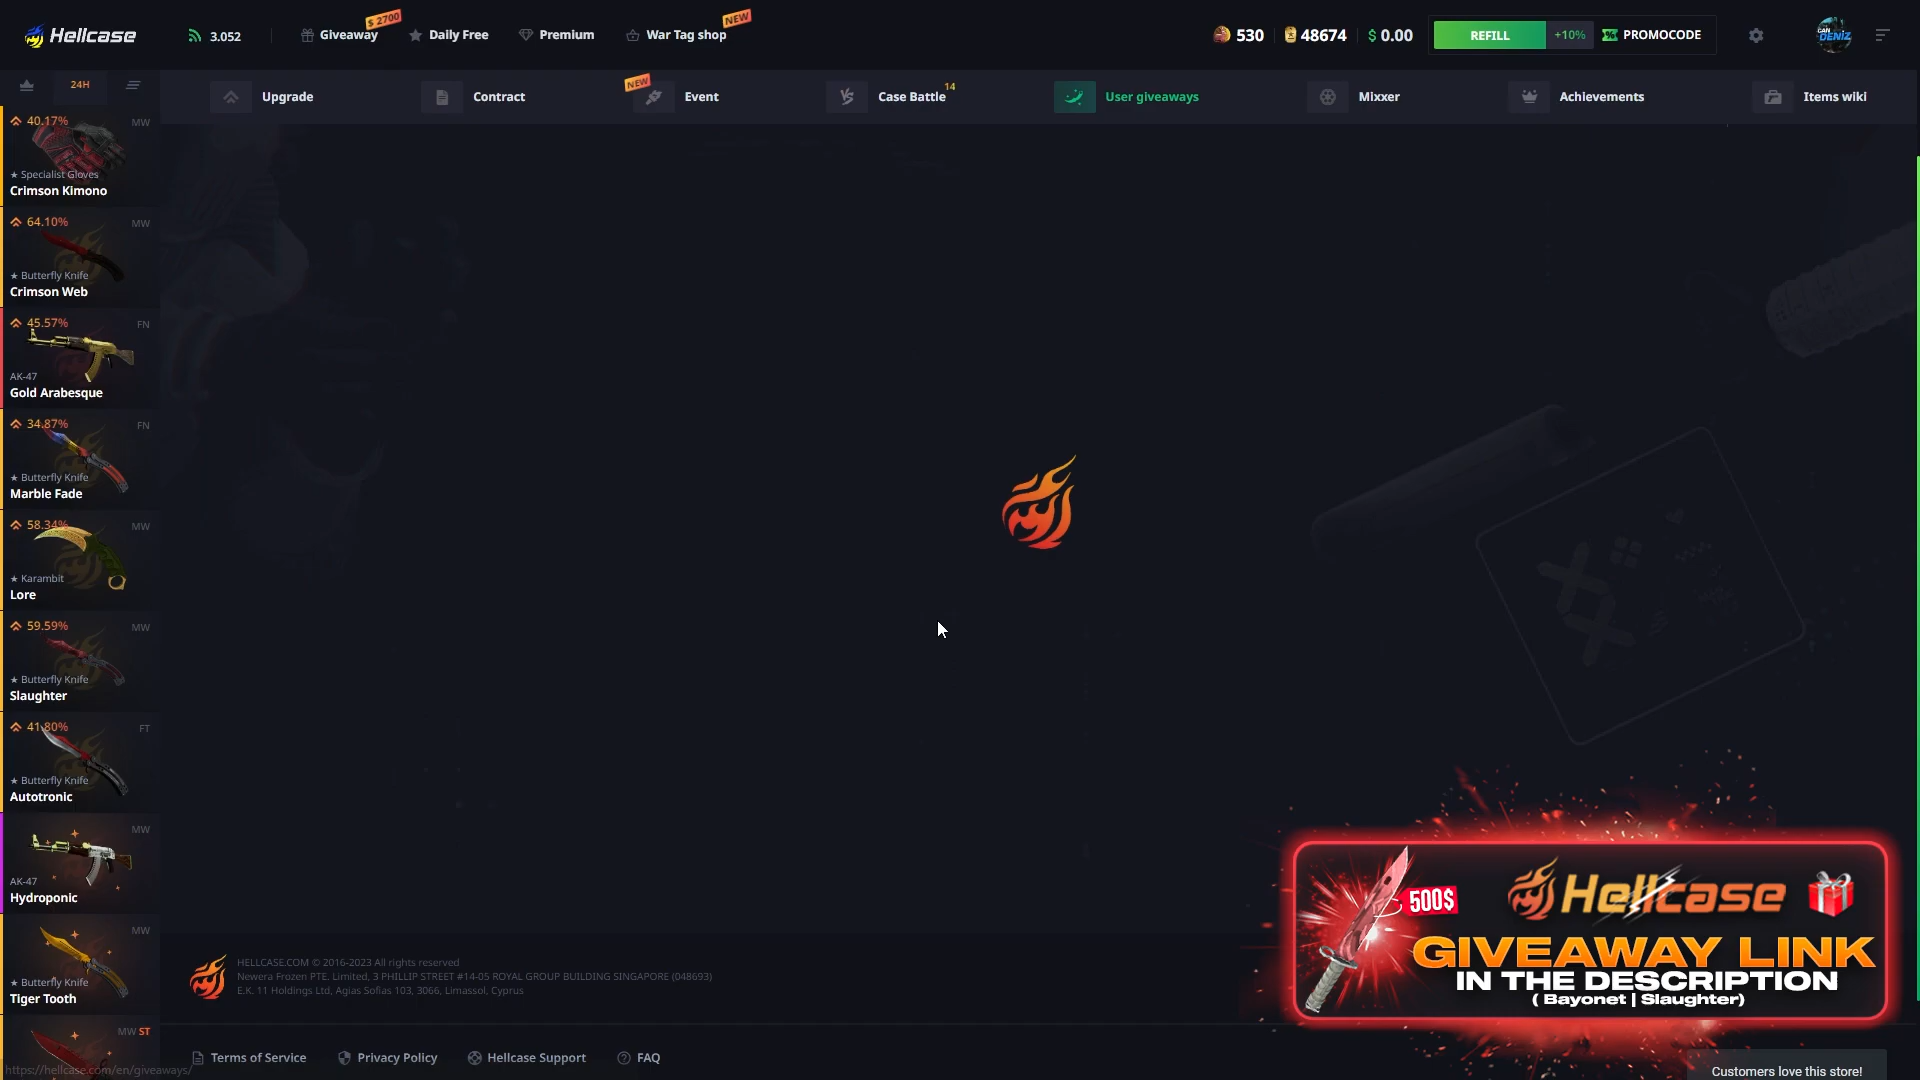 Hellcase
3.052
Giveaway
$ 2700
Daily Free
Premium
War Tag shop
NEW
530
48674
$ 0.00
REFILL
+10%
PROMOCODE
CAN
DENİZ
24H
Upgrade
Contract
NEW
Event
Case Battle
14
User giveaways
Mixxer
Achievements
Items wiki
40.17%
MW
★ Specialist Gloves
Crimson Kimono
64.10%
MW
★ Butterfly Knife
Crimson Web
45.57%
FN
AK-47
Gold Arabesque
34.87%
FN
★ Butterfly Knife
Marble Fade
58.34%
MW
★ Karambit
Lore
59.59%
MW
★ Butterfly Knife
Slaughter
41.80%
FT
★ Butterfly Knife
Autotronic
MW
AK-47
Hydroponic
MW
★ Butterfly Knife
Tiger Tooth
MW ST
500$
Hellcase
GIVEAWAY LINK
IN THE DESCRIPTION
( Bayonet | Slaughter)
HELLCASE.COM © 2016-2023 All rights reserved
Newera Frozen PTE. Limited, 3 PHILLIP STREET #14-05 ROYAL GROUP BUILDING SINGAPORE (048693)
E.K. 11 Holdings Ltd, Agias Sofias 103, 3066, Limassol, Cyprus
Terms of Service
Privacy Policy
Hellcase Support
FAQ
https://hellcase.com/en/giveaways/
Customers love this store!